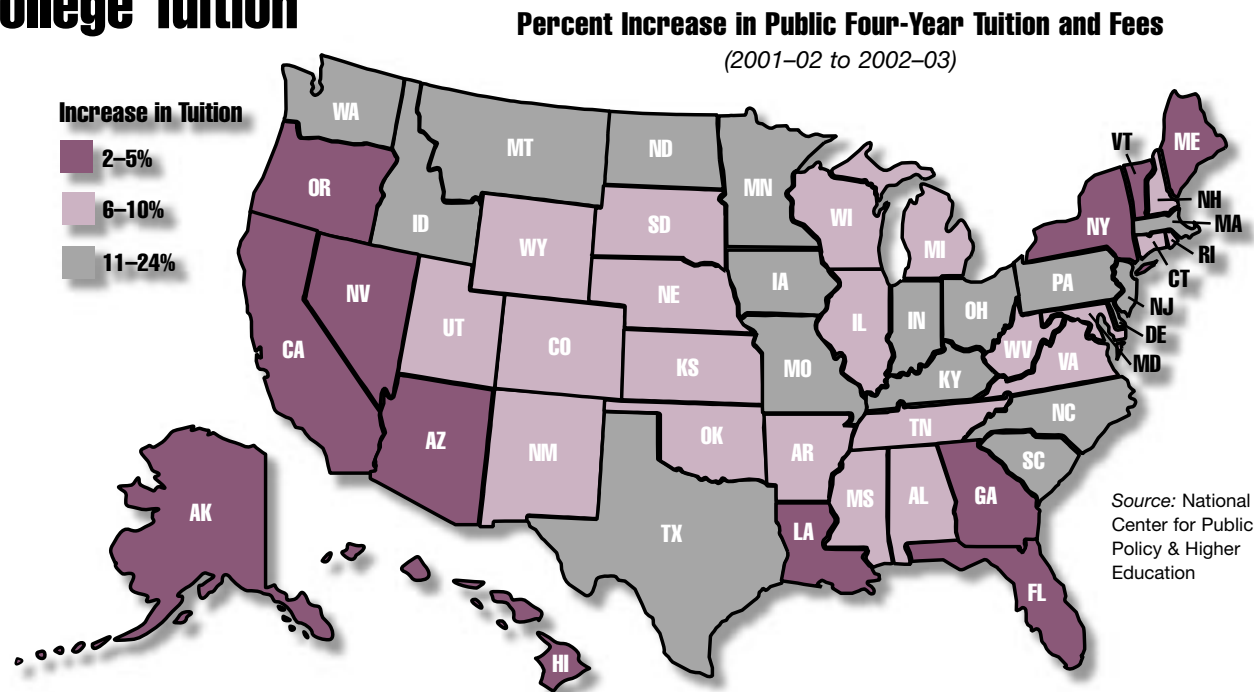 ollege Tuition
Percent Increase in Public Four-Year Tuition and Fees
(2001–02 to 2002–03)
Increase in Tuition
2–5%
6–10%
11–24%
WA
MT
ND
MN
OR
ID
WY
SD
WI
MI
VT
ME
NH
NY
MA
RI
CT
NV
UT
CO
NE
IA
IL
IN
OH
PA
NJ
DE
MD
CA
KS
MO
KY
WV
VA
AZ
NM
OK
AR
TN
NC
SC
AK
TX
LA
MS
AL
GA
FL
HI
Source: National
Center for Public
Policy & Higher
Education